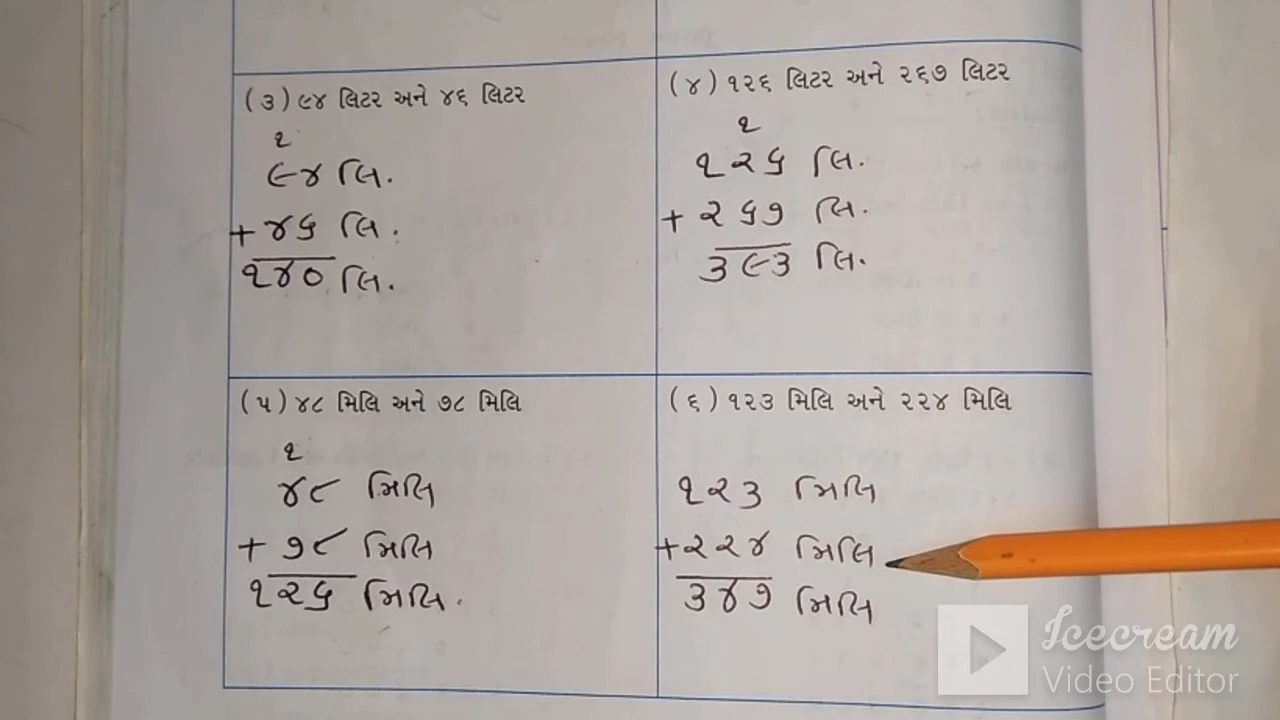 (૩) ૯૪ લિટર અને ૪૬ લિટર
૧
૯૪ લિ.
+ ૪૬ લિ.
૧૪૦ લિ.
(૪) ૧૨૬ લિટર અને ૨૬૭ લિટર
૧
૧૨૬ લિ.
+ ૨૬૭ લિ.
૩૯૩ લિ.
(૫) ૪૮ મિલિ અને ૭૮ મિલિ
૧
૪૮ મિલિ
+ ૭૮ મિલિ
૧૨૬ મિલિ.
(૬) ૧૨૩ મિલિ અને ૨૨૪ મિલિ
૧૨૩ મિલિ
+૨૨૪ મિલિ
૩૪૭ મિલિ
Icecream
Video Editor